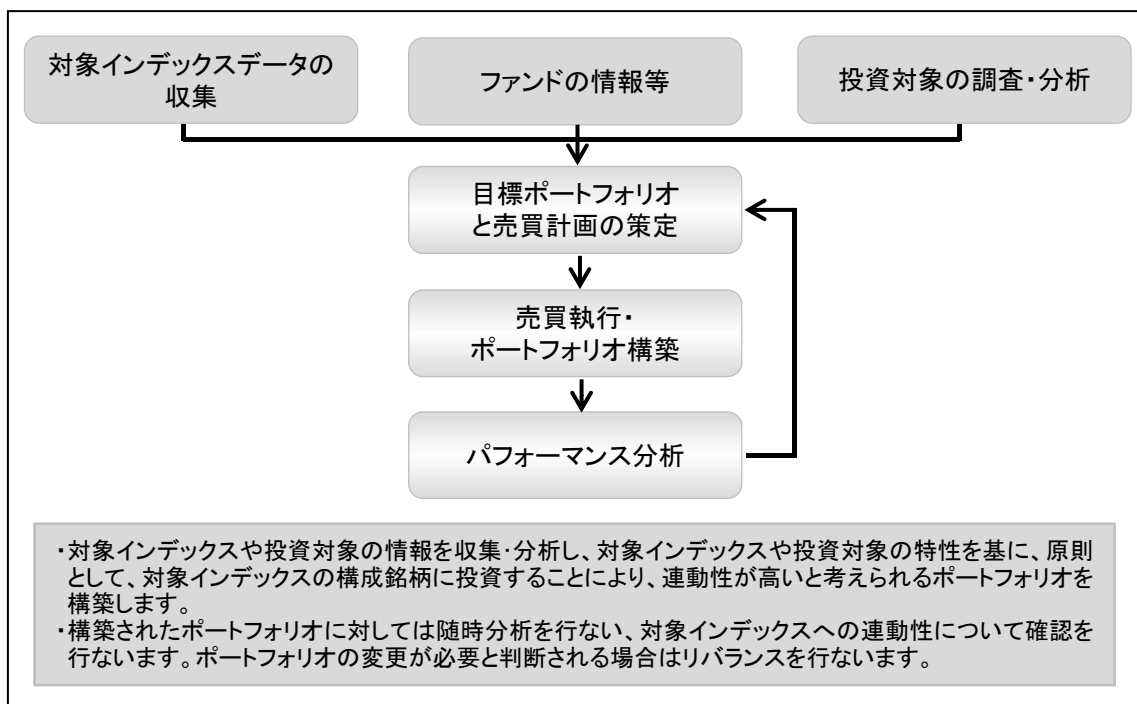 対象インデックスデータの
収集
ファンドの情報等
投資対象の調査・分析
目標ポートフォリオ
と売買計画の策定
売買執行・
ポートフォリオ構築
パフォーマンス分析
・対象インデックスや投資対象の情報を収集・分析し、対象インデックスや投資対象の特性を基に、原則
として、対象インデックスの構成銘柄に投資することにより、連動性が高いと考えられるポートフォリオを
構築します。
・構築されたポートフォリオに対しては随時分析を行ない、対象インデックスへの連動性について確認を
行ないます。ポートフォリオの変更が必要と判断される場合はリバランスを行ないます。